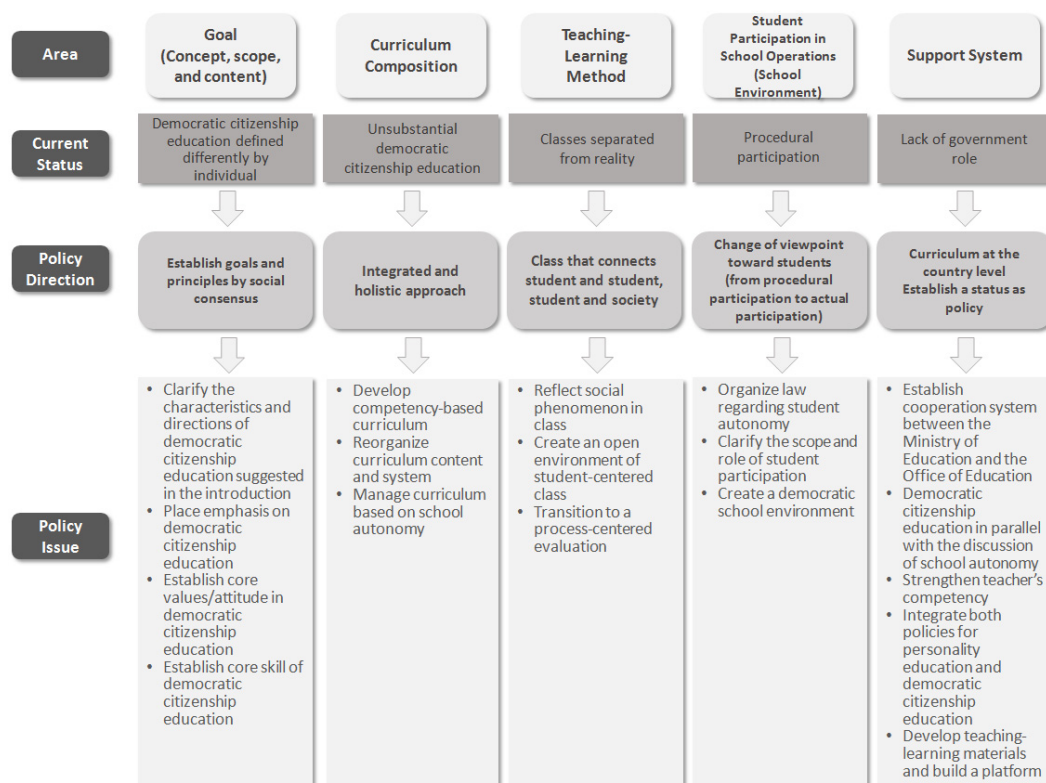 Area
Goal
(Concept, scope,
and content)
Curriculum
Composition
Teaching-
Learning
Method
Student
Participation in
School Operations
(School
Environment)
Support System
Current
Status
Democratic citizenship
education defined
differently by
individual
Unsubstantial
democratic
citizenship education
Classes separated
from reality
Procedural
participation
Lack of government
role
Policy
Direction
Establish goals and
principles by social
consensus
Integrated and
holistic approach
Class that connects
student and student,
student and society
Change of viewpoint
toward students
(from procedural
participation to actual
participation)
Curriculum at the
country level
Establish a status as
policy
Policy
Issue
• Clarify the
characteristics and
directions of
democratic
citizenship
education suggested
in the introduction
• Place emphasis on
democratic
citizenship
education
• Establish core
values/attitude in
democratic
citizenship
education
• Establish core skill of
democratic
citizenship
education
• Develop
competency-based
curriculum
• Reorganize
curriculum content
and system
• Manage curriculum
based on school
autonomy
• Reflect social
phenomenon in
class
• Create an open
environment of
student-centered
class
• Transition to a
process-centered
evaluation
• Organize law
regarding student
autonomy
• Clarify the scope and
role of student
participation
• Create a democratic
school environment
• Establish
cooperation system
between the
Ministry of
Education and the
Office of Education
• Democratic
citizenship
education in parallel
with the discussion
of school autonomy
• Strengthen teacher's
competency
• Integrate both
policies for
personality
education and
democratic
citizenship
education
• Develop teaching-
learning materials
and build a platform